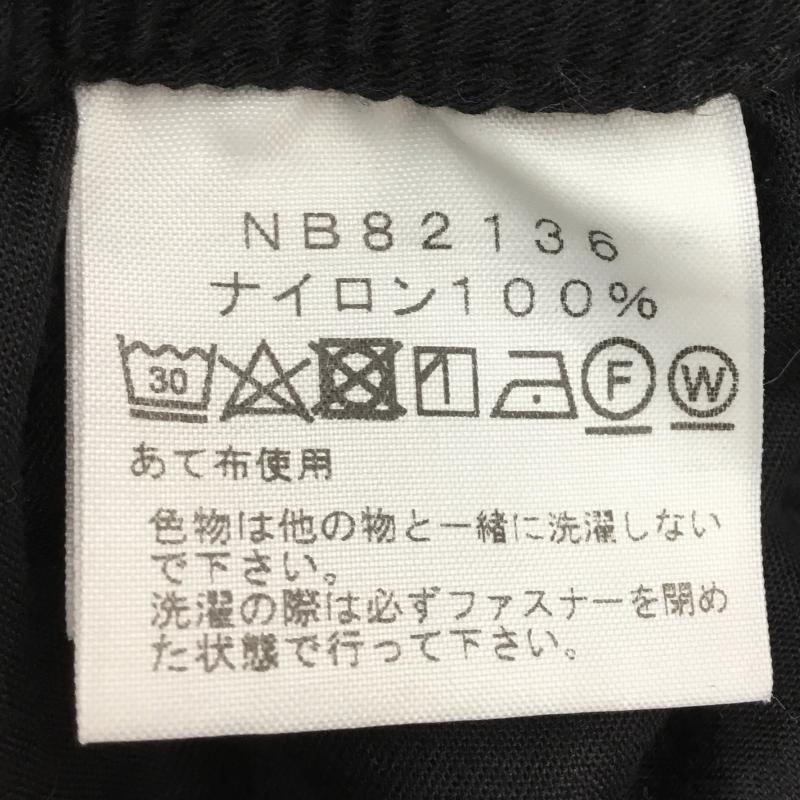 NB82136
ナイロン100%
30 F W
あて布使用
色物は他の物と一緒に洗濯しない
で下さい。
洗濯の際は必ずファスナーを閉め
た状態で行って下さい。